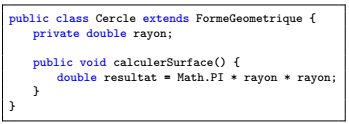 public class Cercle extends FormeGeometrique {
    private double rayon;

    public void calculerSurface() {
        double resultat = Math.PI * rayon * rayon;
    }
}